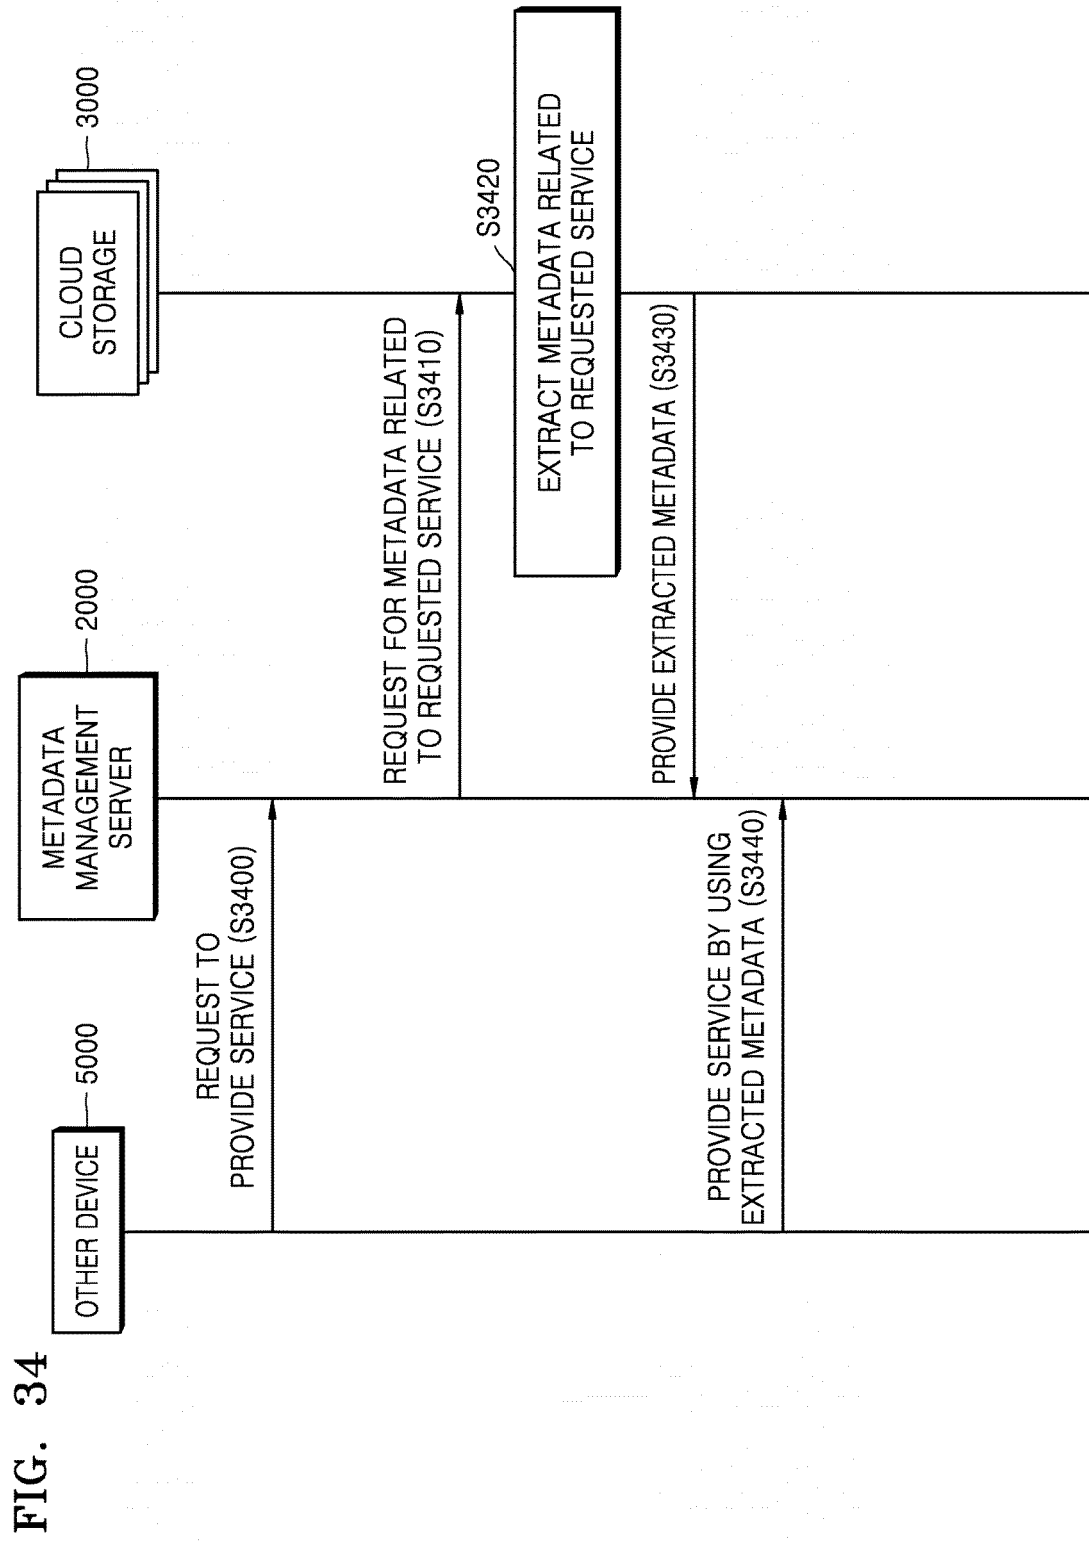 FIG. 34
OTHER DEVICE
5000
METADATA
MANAGEMENT
SERVER
2000
CLOUD
STORAGE
3000
REQUEST TO
PROVIDE SERVICE (S3400)
REQUEST FOR METADATA RELATED
TO REQUESTED SERVICE (S3410)
S3420
EXTRACT METADATA RELATED
TO REQUESTED SERVICE
PROVIDE EXTRACTED METADATA (S3430)
PROVIDE SERVICE BY USING
EXTRACTED METADATA (S3440)